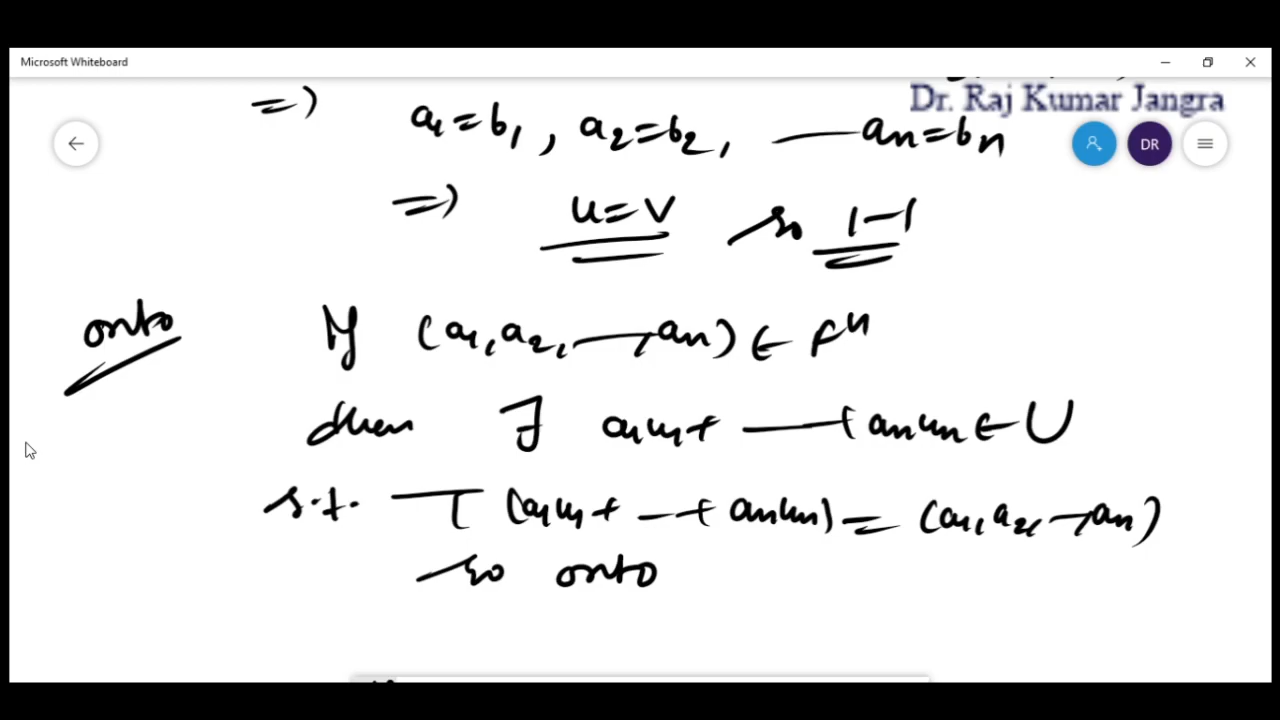 Microsoft Whiteboard
Dr. Raj Kumar Jangra
=> a1=b1, a2=b2, — an=bn
DR
=> u=v so 1-1
onto If (a1, a2, —, an) ∈ F^n
then ∃ a1u1+ — + anun ∈ U
s.t. T (a1u1+ — + anun) = (a1, a2, —, an)
so onto